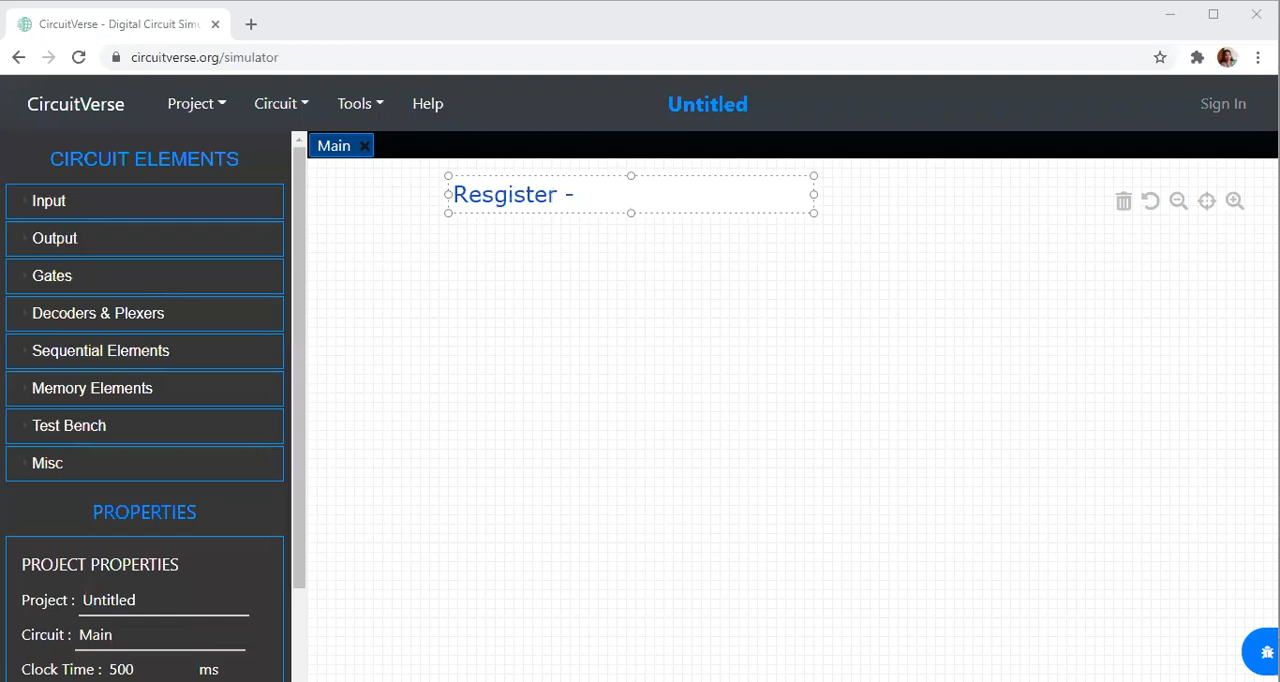 CircuitVerse - Digital Circuit Simu
circuitverse.org/simulator
CircuitVerse Project Circuit Tools Help Untitled Sign In
CIRCUIT ELEMENTS
Main
Resgister -
Input
Output
Gates
Decoders & Plexers
Sequential Elements
Memory Elements
Test Bench
Misc
PROPERTIES
PROJECT PROPERTIES
Project : Untitled
Circuit : Main
Clock Time : 500 ms